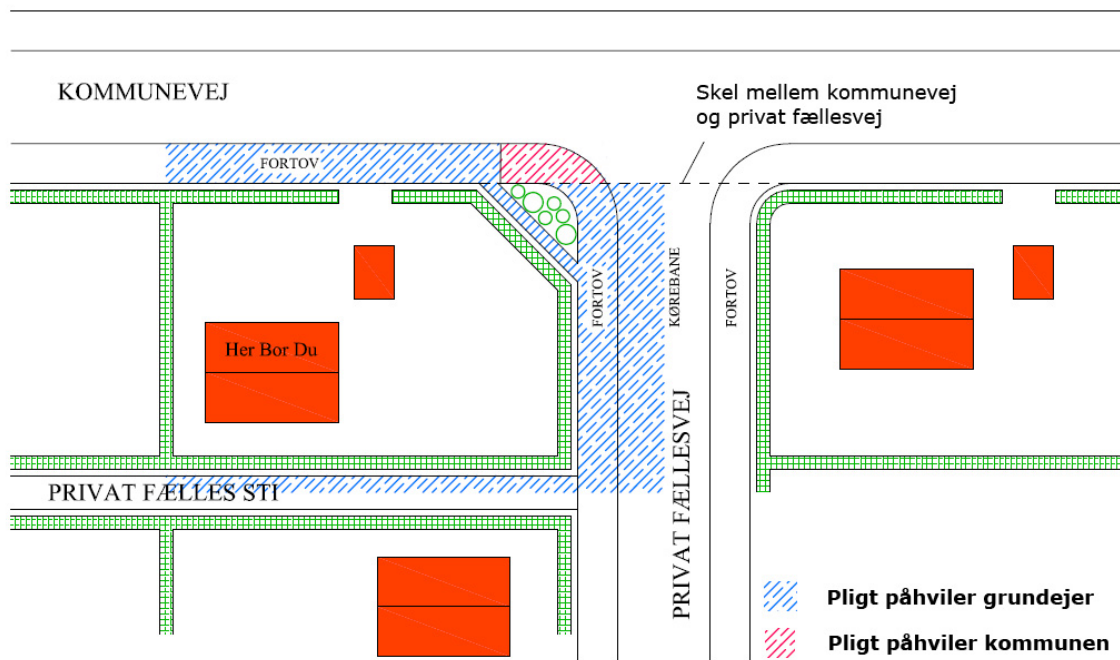 KOMMUNEVEJ
Skel mellem kommunevej
og privat fællesvej
FORTOV
FORTOV
KØREBANE
FORTOV
Her Bor Du
PRIVAT FÆLLESVEJ
PRIVAT FÆLLES STI
Pligt påhviler grundejer
Pligt påhviler kommunen